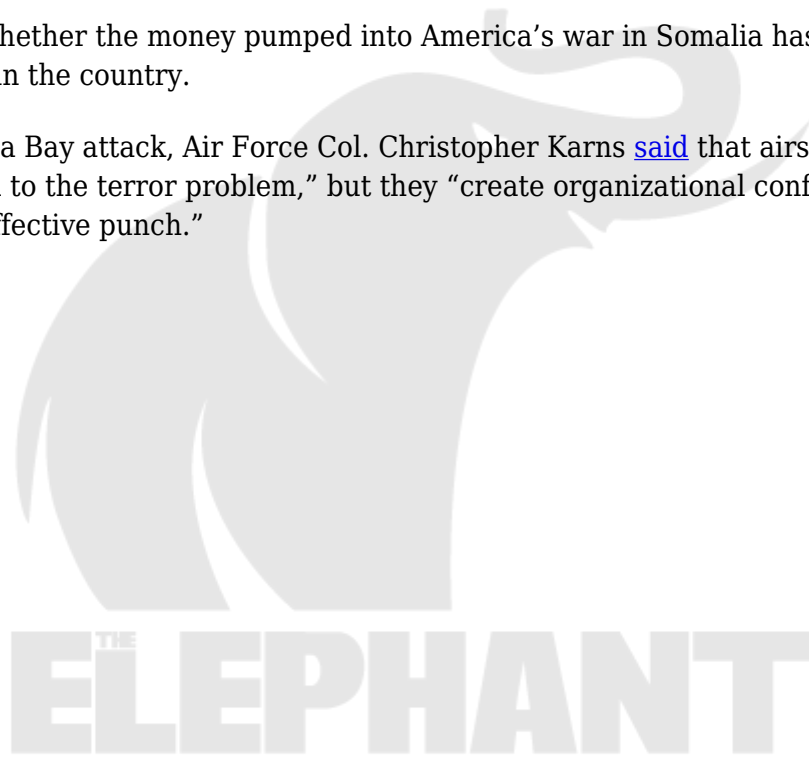 hether the money pumped into America’s war in Somalia has
in the country.
a Bay attack, Air Force Col. Christopher Karns said that airs
to the terror problem,” but they “create organizational conf
ffective punch.”
THE
ELEPHANT